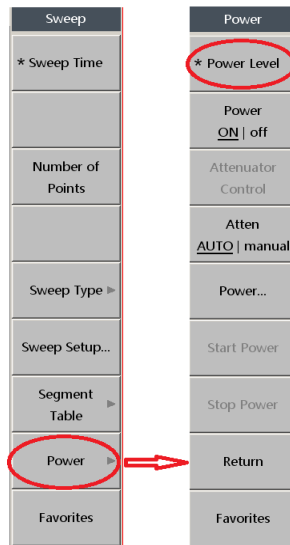 Sweep
* Sweep Time
Number of
Points
Sweep Type
Sweep Setup...
Segment
Table
Power
Favorites
Power
* Power Level
Power
ON | off
Attenuator
Control
Atten
AUTO | manual
Power...
Start Power
Stop Power
Return
Favorites